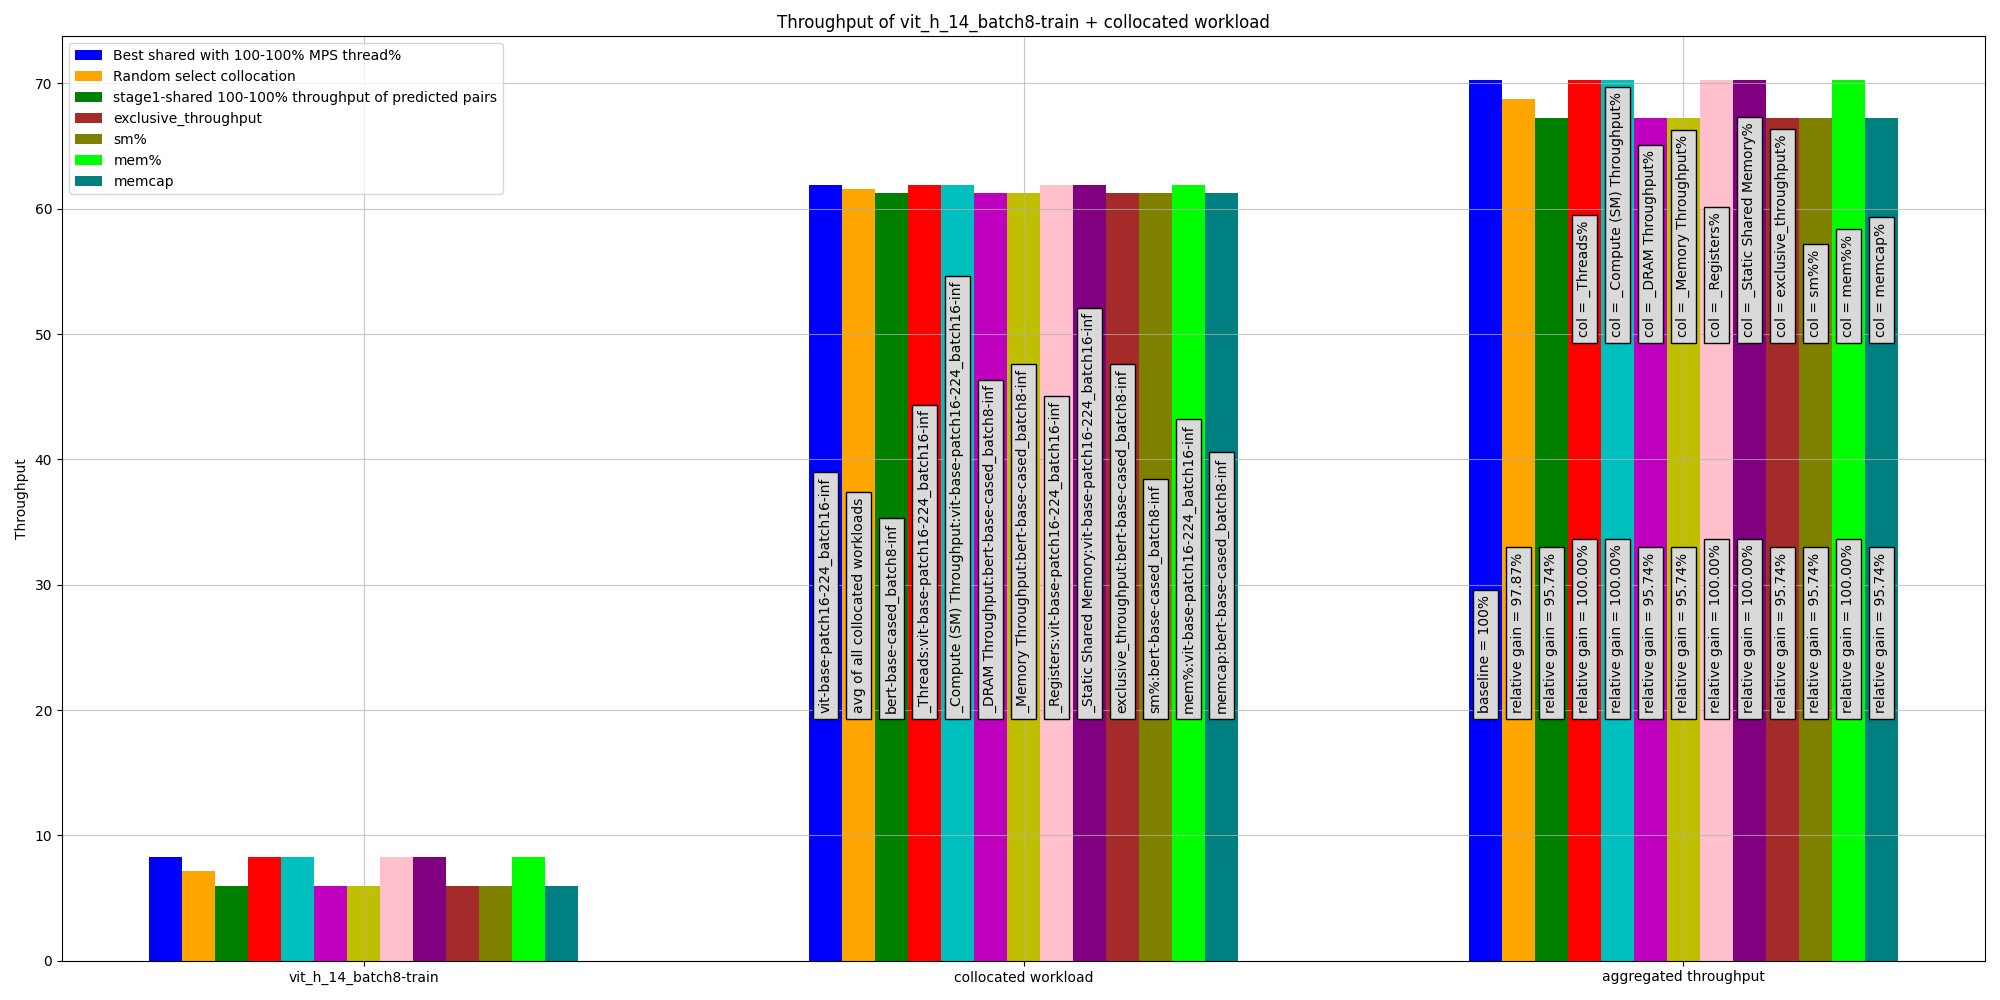 Throughput of vit_h_14_batch8-train + collocated workload
Best shared with 100-100% MPS thread%
Random select collocation
stage1-shared 100-100% throughput of predicted pairs
exclusive_throughput
sm%
mem%
memcap
Throughput
70
60
50
40
30
20
10
0
vit-base-patch16-224_batch16-inf
avg of all collocated workloads
bert-base-cased_batch8-inf
_Threads:vit-base-patch16-224_batch16-inf
_Compute (SM) Throughput:vit-base-patch16-224_batch16-inf
_DRAM Throughput:bert-base-cased_batch8-inf
_Memory Throughput:bert-base-cased_batch8-inf
_Registers:vit-base-patch16-224_batch16-inf
_Static Shared Memory:vit-base-patch16-224_batch16-inf
exclusive_throughput:bert-base-cased_batch8-inf
sm%:bert-base-cased_batch8-inf
mem%:vit-base-patch16-224_batch16-inf
memcap:bert-base-cased_batch8-inf
col = _Threads%
col = _Compute (SM) Throughput%
col = _DRAM Throughput%
col = _Memory Throughput%
col = _Registers%
col = _Static Shared Memory%
col = exclusive_throughput%
col = sm%%
col = mem%%
col = memcap%
baseline = 100%
relative gain = 97.87%
relative gain = 95.74%
relative gain = 100.00%
relative gain = 100.00%
relative gain = 95.74%
relative gain = 95.74%
relative gain = 100.00%
relative gain = 100.00%
relative gain = 95.74%
relative gain = 95.74%
relative gain = 100.00%
relative gain = 95.74%
vit_h_14_batch8-train
collocated workload
aggregated throughput